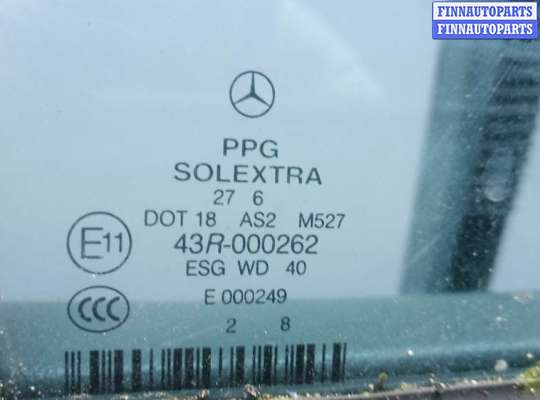 FINNAUTOPARTS
FINNAUTOPARTS
PPG
SOLEXTRA
27 6
DOT 18 AS2 M527
E11 43R-000262
ESG WD 40
CCC E 000249
2 8